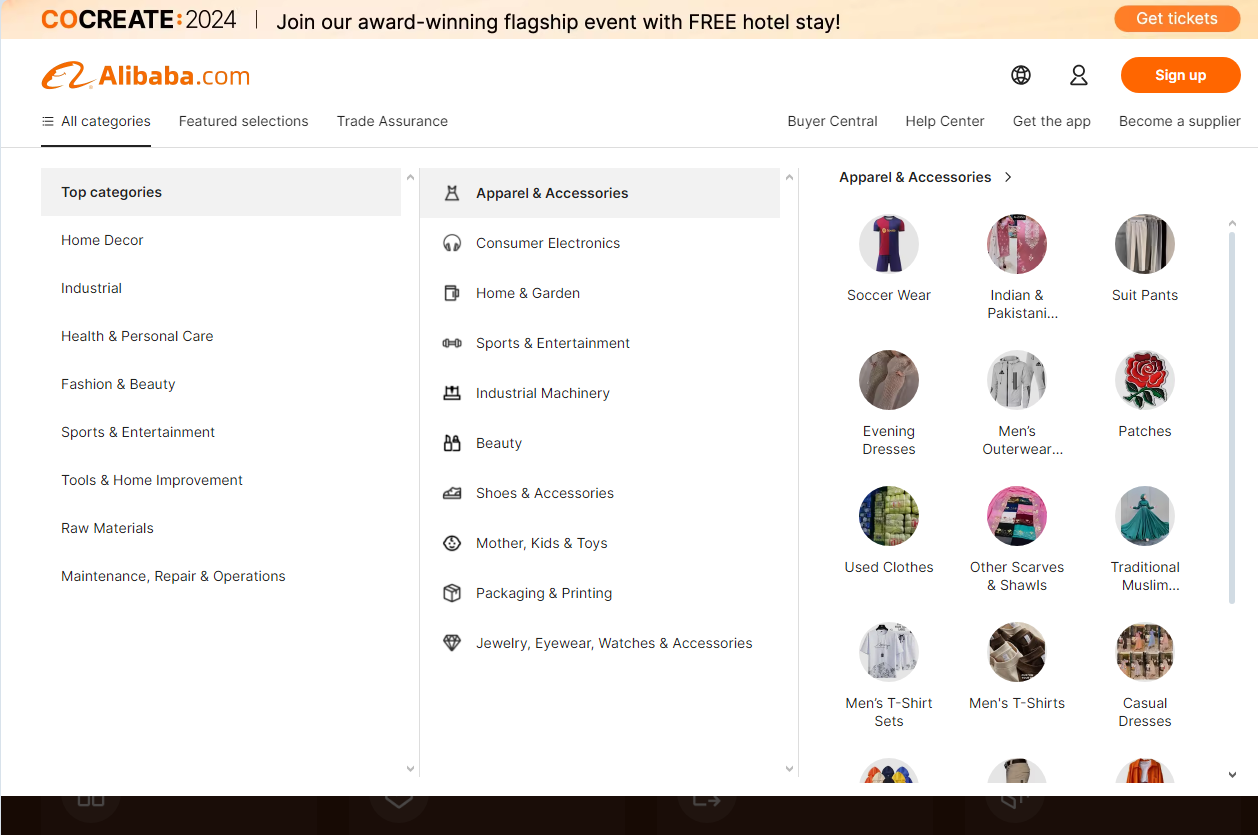 COCREATE:2024 | Join our award-winning flagship event with FREE hotel stay!
Get tickets
Alibaba.com
Sign up
All categories
Featured selections
Trade Assurance
Buyer Central
Help Center
Get the app
Become a supplier
Top categories
Home Decor
Industrial
Health & Personal Care
Fashion & Beauty
Sports & Entertainment
Tools & Home Improvement
Raw Materials
Maintenance, Repair & Operations
Apparel & Accessories
Consumer Electronics
Home & Garden
Sports & Entertainment
Industrial Machinery
Beauty
Shoes & Accessories
Mother, Kids & Toys
Packaging & Printing
Jewelry, Eyewear, Watches & Accessories
Apparel & Accessories
Soccer Wear
Indian &
Pakistani...
Suit Pants
Evening
Dresses
Men’s
Outerwear...
Patches
Used Clothes
Other Scarves
& Shawls
Traditional
Muslim...
Men’s T-Shirt
Sets
Men's T-Shirts
Casual
Dresses